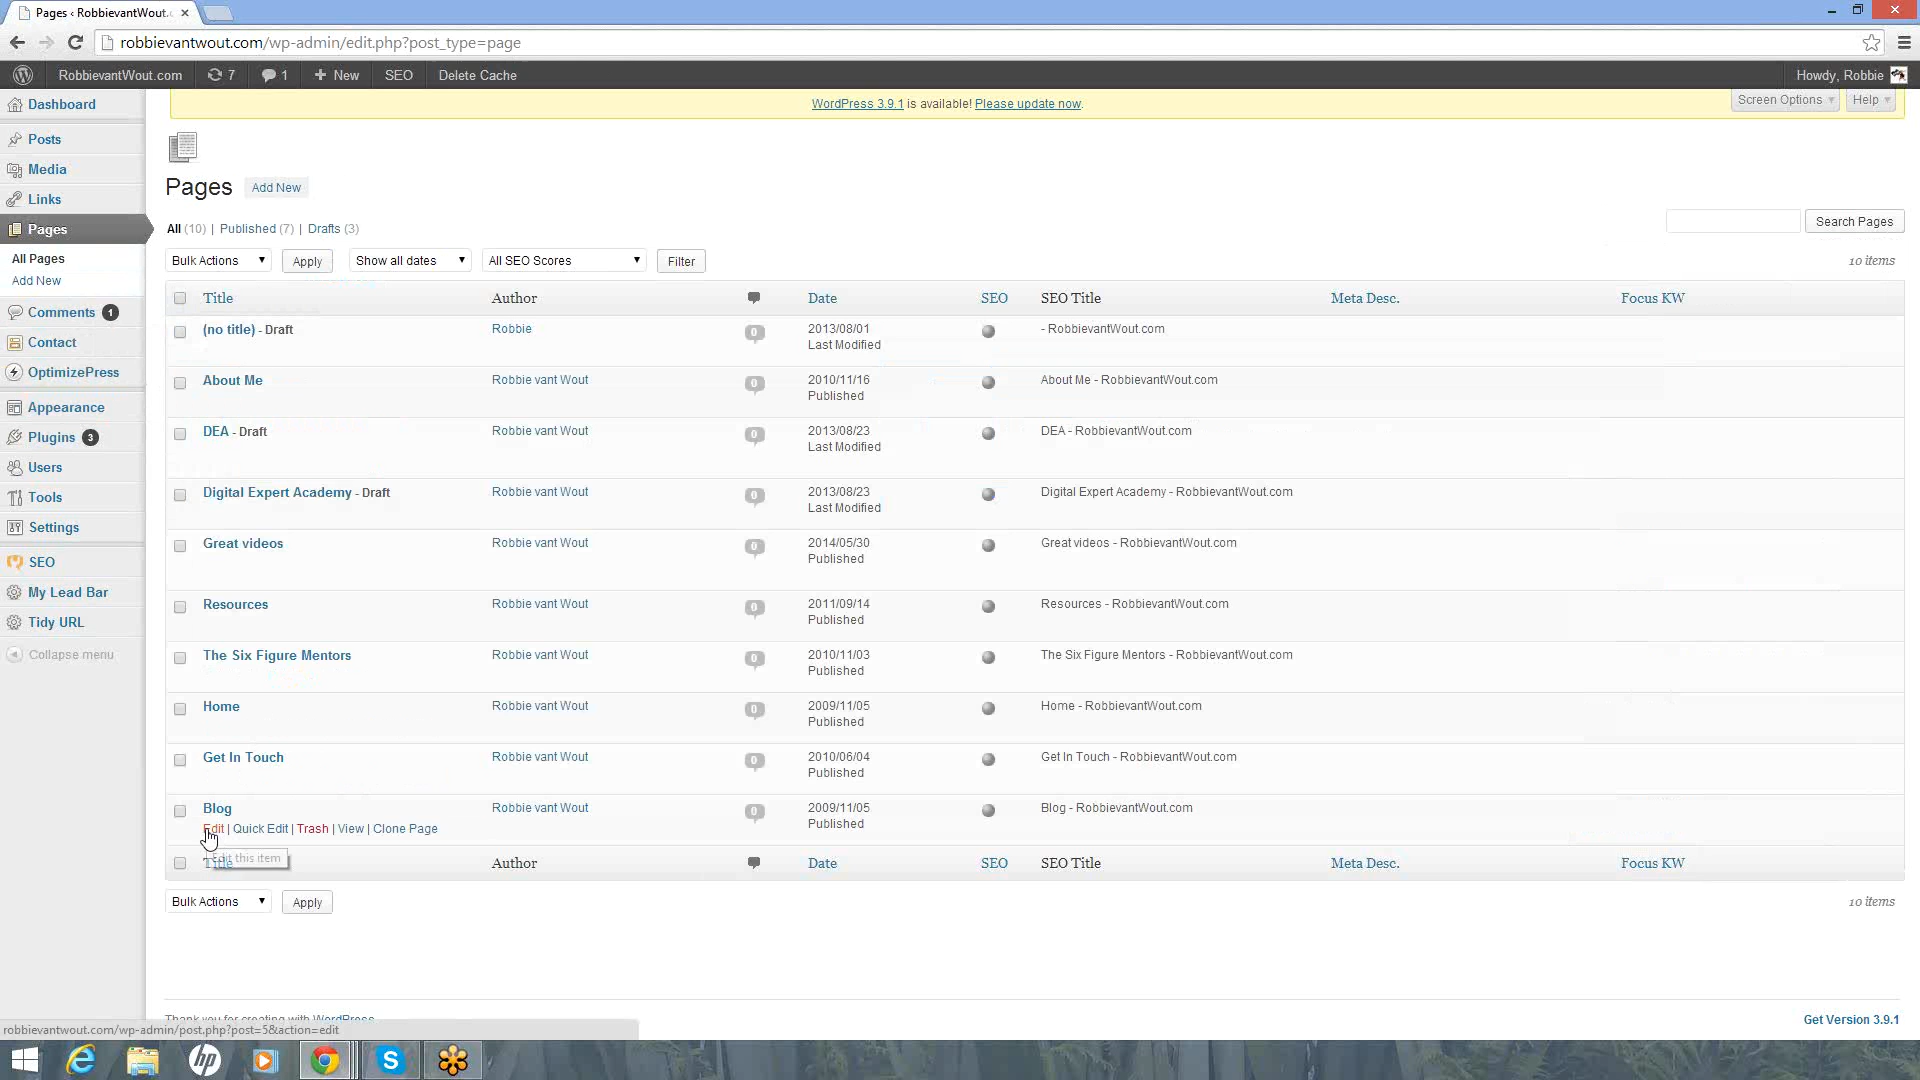 Pages ‹ RobbievantWout.c
robbievantwout.com/wp-admin/edit.php?post_type=page
RobbievantWout.com 7 1 + New SEO Delete Cache Howdy, Robbie
WordPress 3.9.1 is available! Please update now.
Screen Options Help
Dashboard
Posts
Media
Links
Pages
All Pages
Add New
Comments 1
Contact
OptimizePress
Appearance
Plugins 3
Users
Tools
Settings
SEO
My Lead Bar
Tidy URL
Collapse menu
Pages Add New
All (10) | Published (7) | Drafts (3)
Search Pages
Bulk Actions Apply Show all dates All SEO Scores Filter 10 items
Title Author Date SEO SEO Title Meta Desc. Focus KW
(no title) - Draft Robbie 0 2013/08/01 - RobbievantWout.com
Last Modified
About Me Robbie vant Wout 0 2010/11/16 About Me - RobbievantWout.com
Published
DEA - Draft Robbie vant Wout 0 2013/08/23 DEA - RobbievantWout.com
Last Modified
Digital Expert Academy - Draft Robbie vant Wout 0 2013/08/23 Digital Expert Academy - RobbievantWout.com
Last Modified
Great videos Robbie vant Wout 0 2014/05/30 Great videos - RobbievantWout.com
Published
Resources Robbie vant Wout 0 2011/09/14 Resources - RobbievantWout.com
Published
The Six Figure Mentors Robbie vant Wout 0 2010/11/03 The Six Figure Mentors - RobbievantWout.com
Published
Home Robbie vant Wout 0 2009/11/05 Home - RobbievantWout.com
Published
Get In Touch Robbie vant Wout 0 2010/06/04 Get In Touch - RobbievantWout.com
Published
Blog Robbie vant Wout 0 2009/11/05 Blog - RobbievantWout.com
Published
Edit | Quick Edit | Trash | View | Clone Page
Edit this item
Title Author Date SEO SEO Title Meta Desc. Focus KW
Bulk Actions Apply 10 items
Thank you for creating with WordPress.
Get Version 3.9.1
robbievantwout.com/wp-admin/post.php?post=5&action=edit
hp